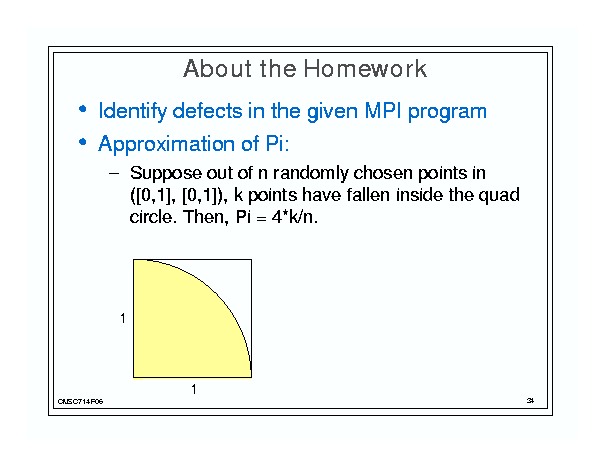 About the Homework
• Identify defects in the given MPI program
• Approximation of Pi:
– Suppose out of n randomly chosen points in
([0,1], [0,1]), k points have fallen inside the quad
circle. Then, Pi = 4*k/n.
1
1
CMSC714F06
34